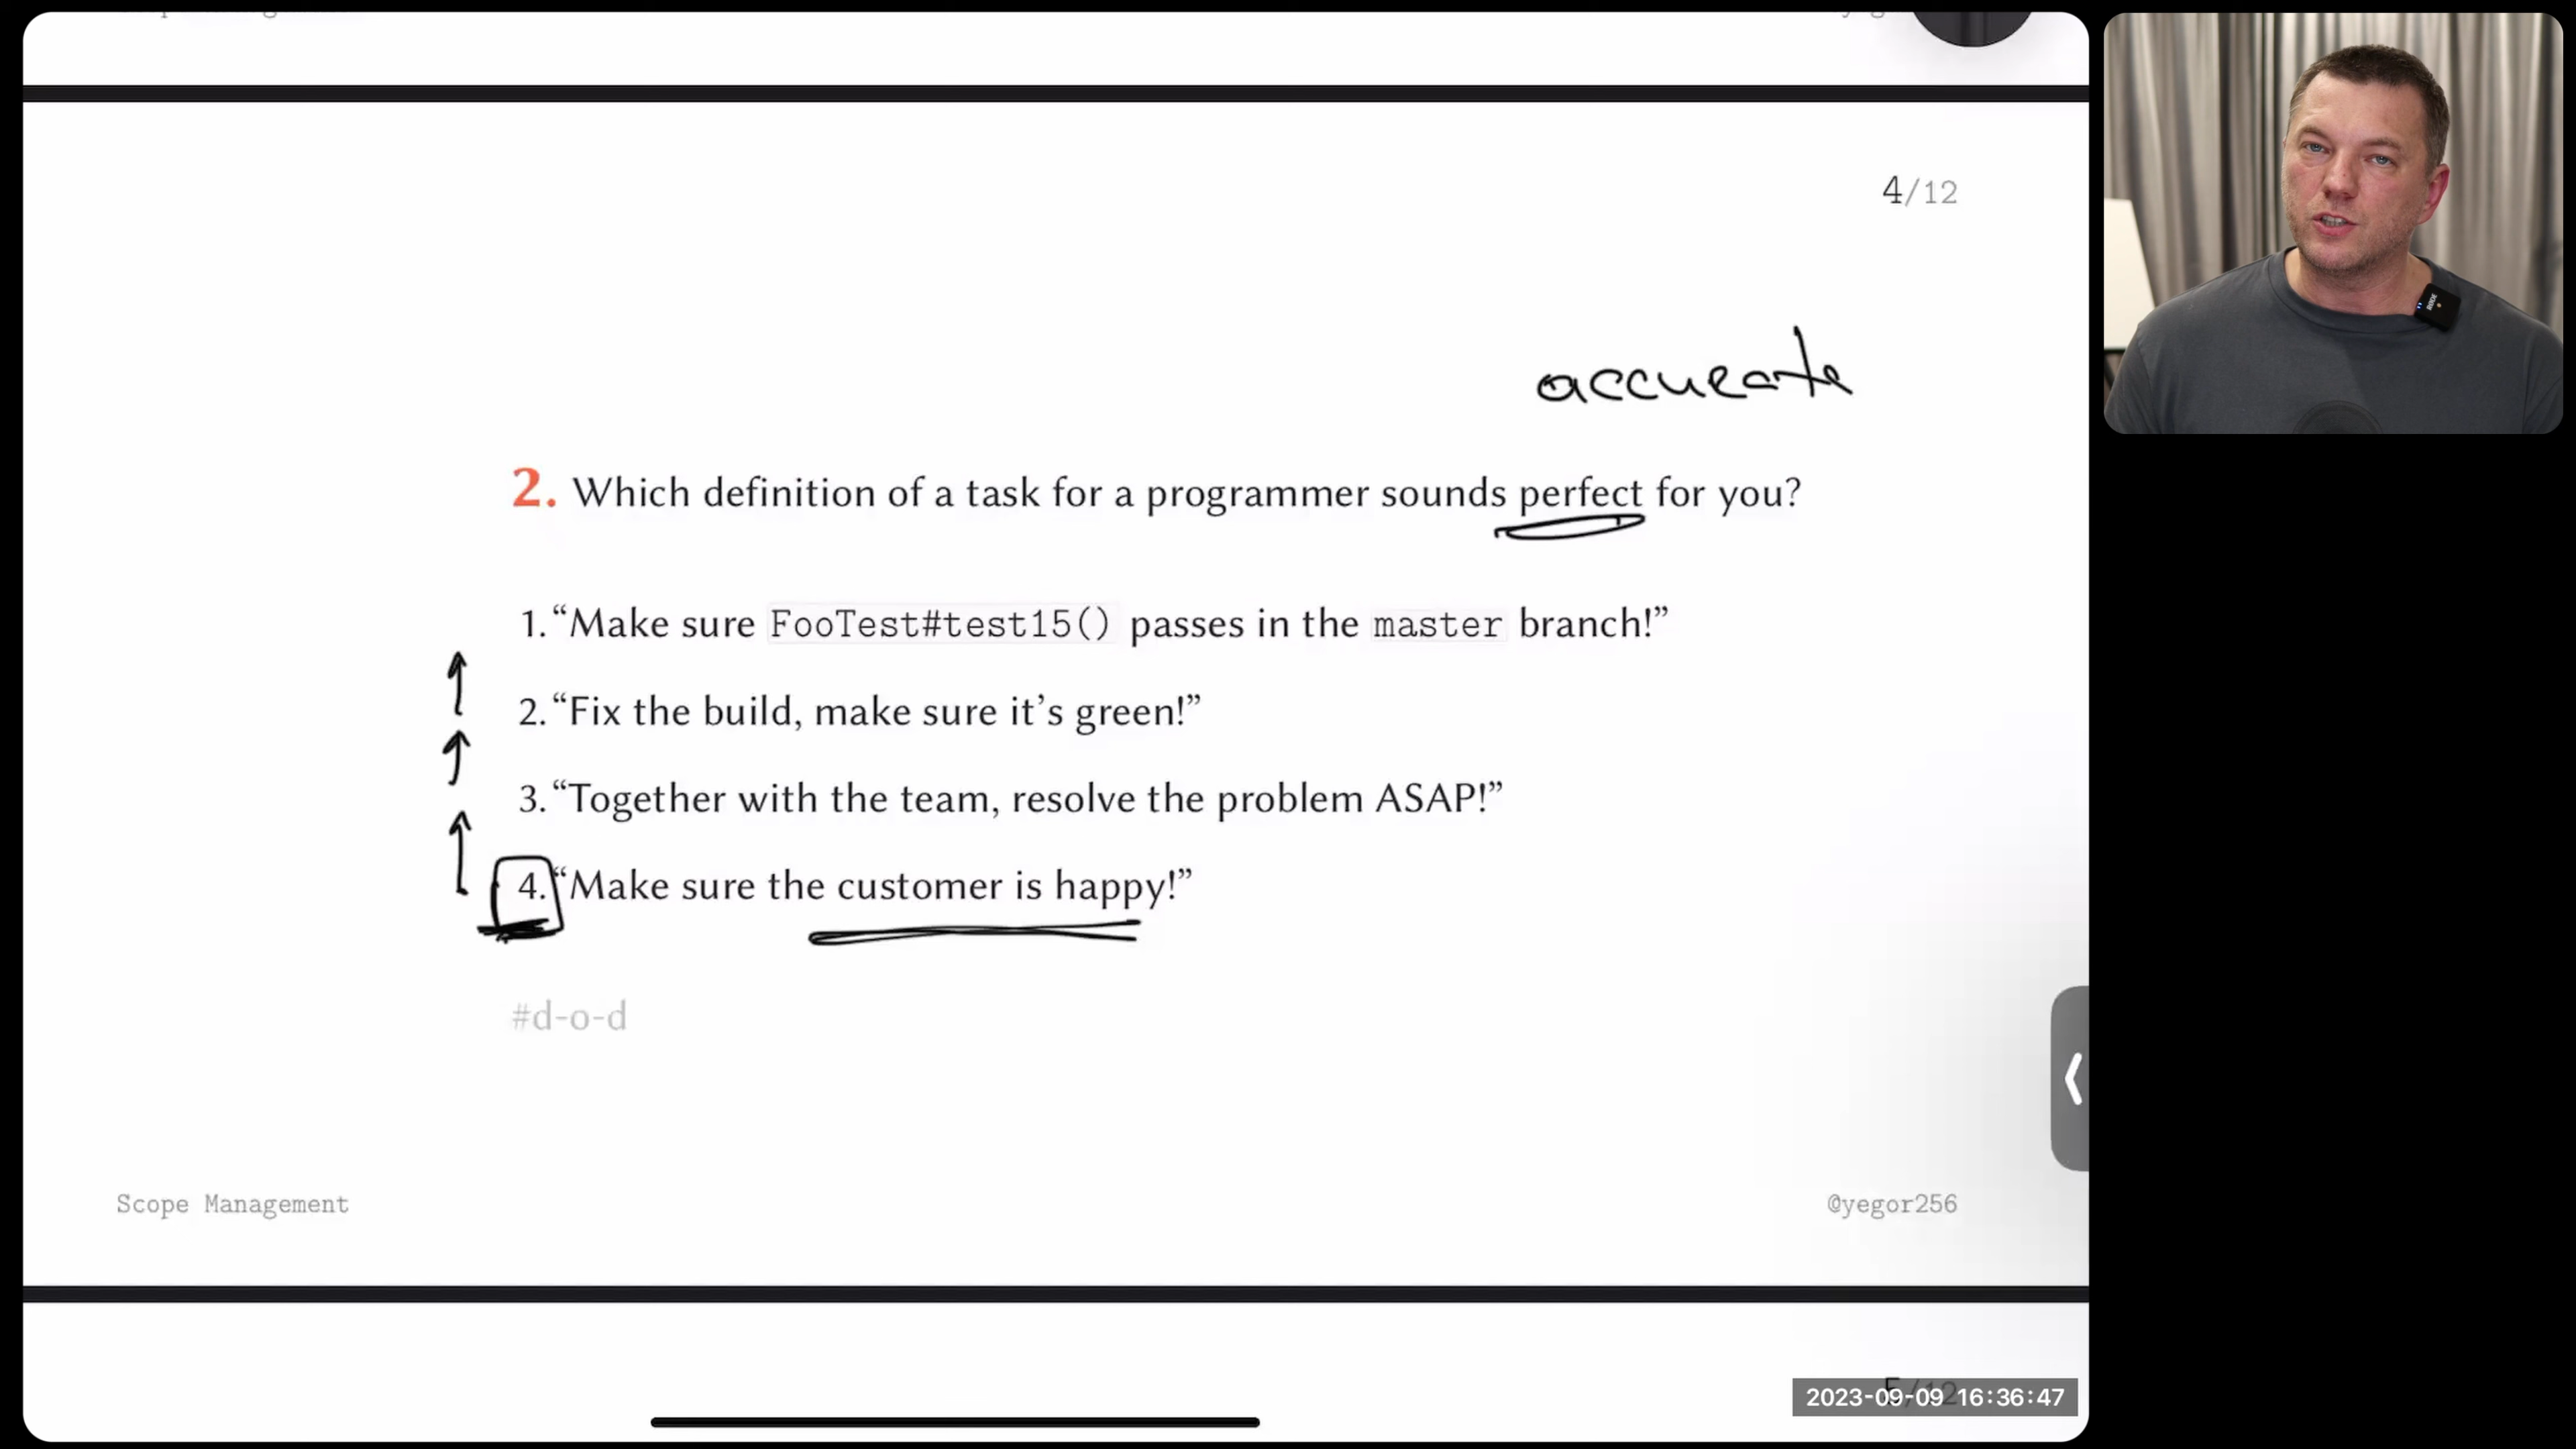 4/12
accurate
2. Which definition of a task for a programmer sounds perfect for you?
1. “Make sure FooTest#test15() passes in the master branch!”
2. “Fix the build, make sure it’s green!”
3. “Together with the team, resolve the problem ASAP!”
4. “Make sure the customer is happy!”
#d-o-d
Scope Management
@yegor256
2023-09-09 16:36:47